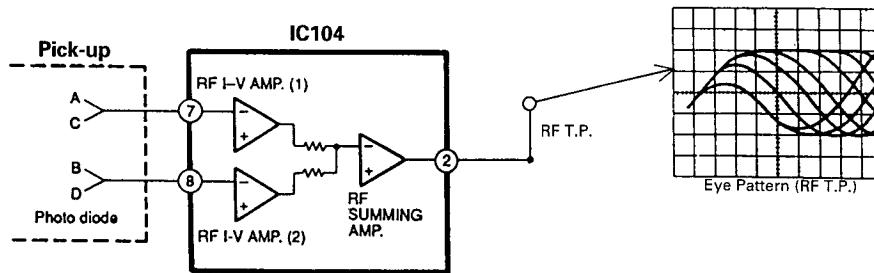 IC104
Pick-up
RF I–V AMP. (1)
A
C
7
B
D
8
Photo diode
RF I-V AMP. (2)
−
+
−
+
−
+
RF
SUMMING
AMP.
2
RF T.P.
Eye Pattern (RF T.P.)